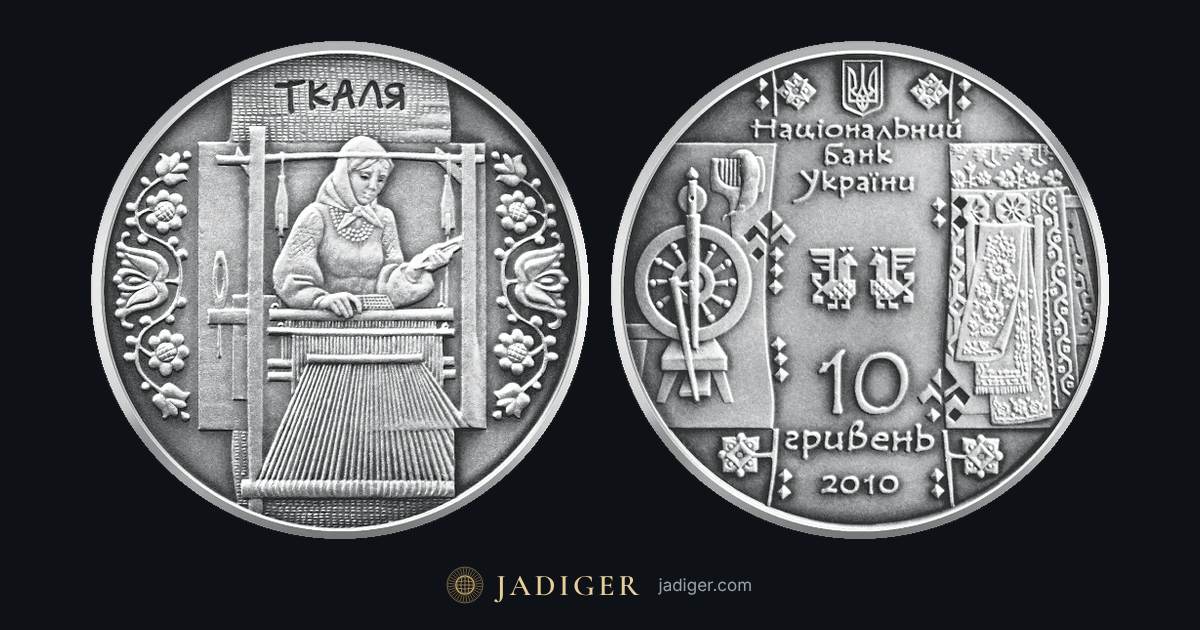 ТКАЛЯ
Національний
банк
України
10
гривень
2010
JADIGER jadiger.com